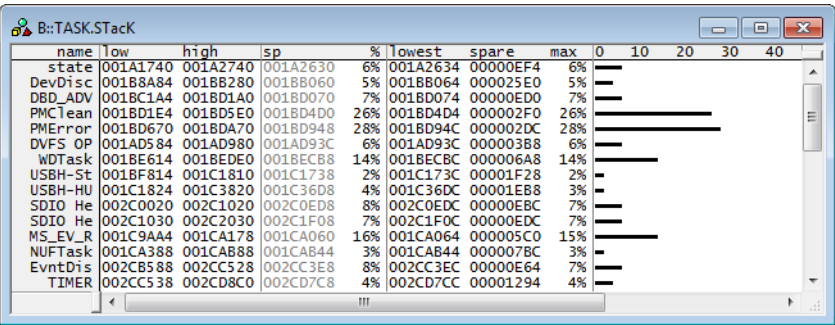 B::TASK.STacK
name low high sp % lowest spare max 0 10 20 30 40
state 001A1740 001A2740 001A2630 6% 001A2634 00000EF4 6%
DevDisc 001B8A84 001BB280 001BB060 5% 001BB064 000025E0 5%
DBD_ADV 001BC1A4 001BD1A0 001BD070 7% 001BD074 00000ED0 7%
PMClean 001BD1E4 001BD5E0 001BD4D0 26% 001BD4D4 000002F0 26%
PMError 001BD670 001BDA70 001BD948 28% 001BD94C 000002DC 28%
DVFS OP 001AD584 001AD980 001AD93C 6% 001AD93C 000003B8 6%
WDTask 001BE614 001BEDE0 001BECB8 14% 001BECBC 000006A8 14%
USBH-St 001BF814 001C1810 001C1738 2% 001C173C 00001F28 2%
USBH-HU 001C1824 001C3820 001C36D8 4% 001C36DC 00001EB8 3%
SDIO He 002C0020 002C1020 002C0ED8 8% 002C0EDC 00000EBC 7%
SDIO He 002C1030 002C2030 002C1F08 7% 002C1F0C 00000EDC 7%
MS_EV_R 001C9AA4 001CA178 001CA060 16% 001CA064 000005C0 15%
NUFTask 001CA388 001CAB88 001CAB44 3% 001CAB44 000007BC 3%
EvntDis 002CB588 002CC528 002CC3E8 8% 002CC3EC 00000E64 7%
TIMER 002CC538 002CD8C0 002CD7C8 4% 002CD7CC 00001294 4%